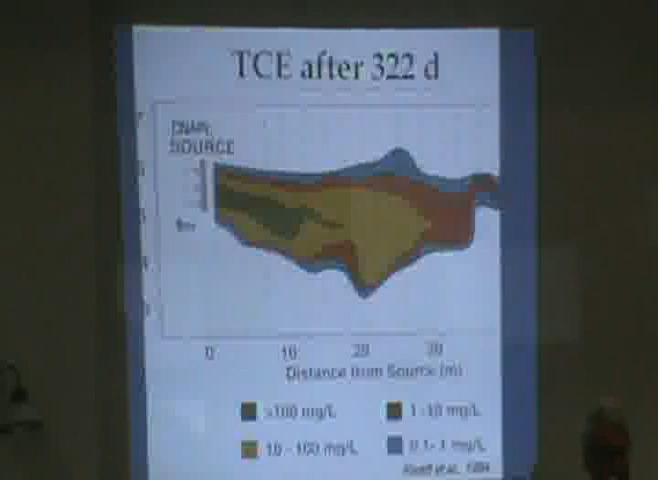 TCE after 322 d
SOURCE
0 10 20 30
Distance from Source (m)
>100 mg/L
1-10 mg/L
10 - 100 mg/L
0.1- 1 mg/L